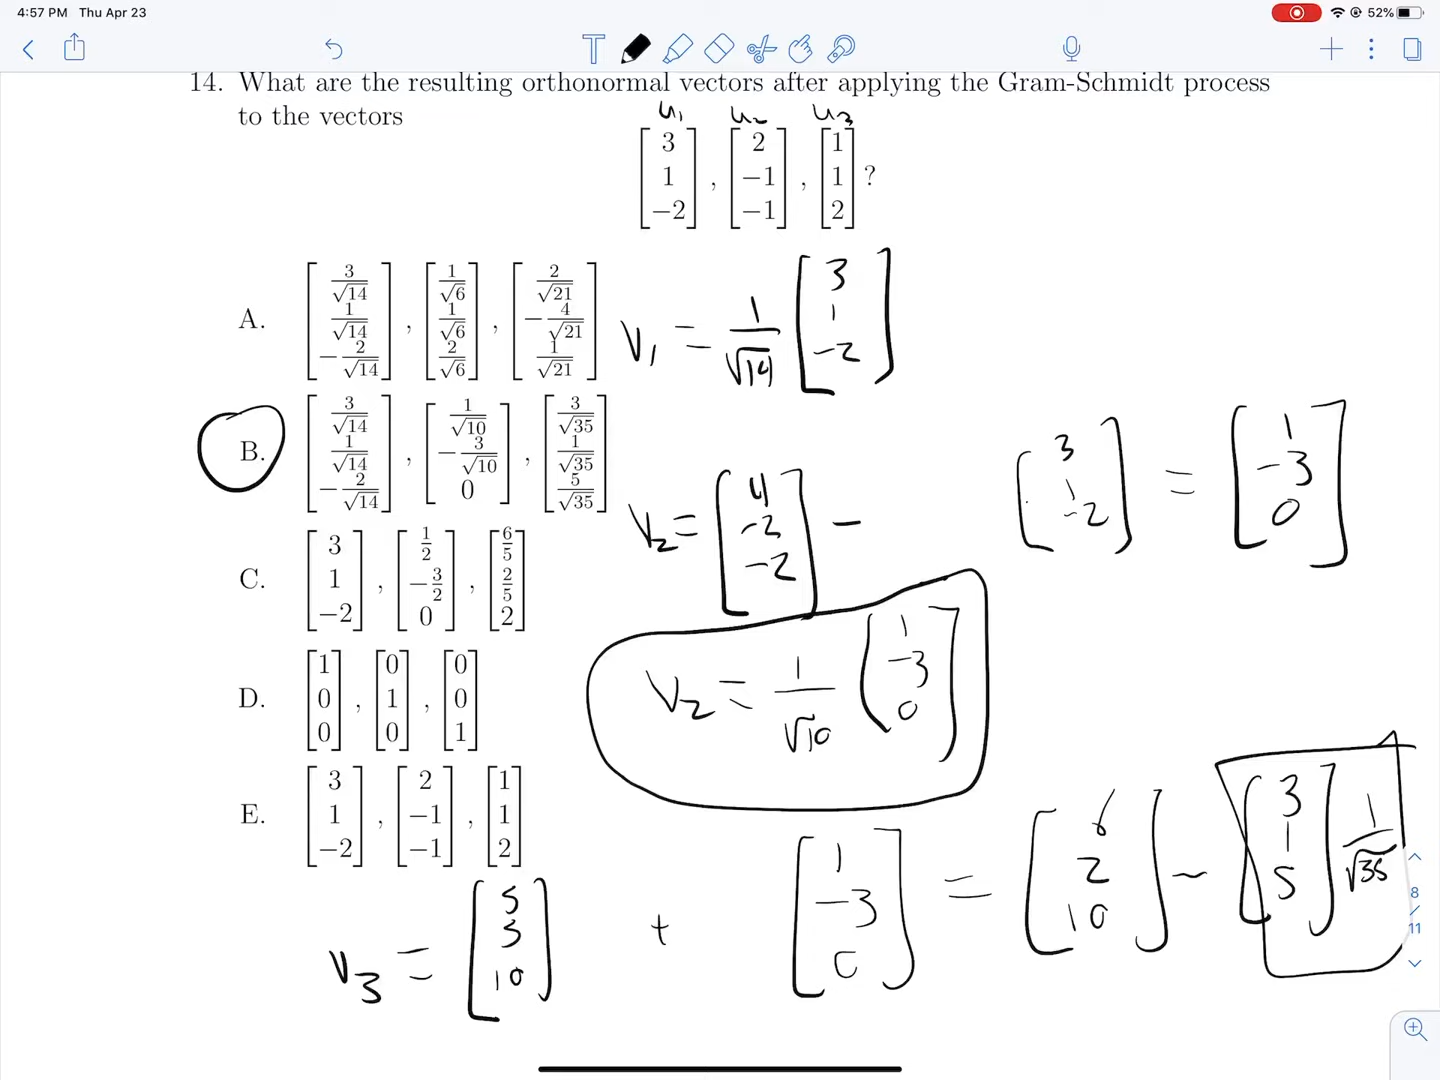 4:57 PM Thu Apr 23 52%
14. What are the resulting orthonormal vectors after applying the Gram-Schmidt process
to the vectors
u₁ u₂ u₃
[3 1 −2], [2 −1 −1], [1 1 2]?
A. [3/√14 1/√14 −2/√14], [1/√6 1/√6 2/√6], [2/√21 −4/√21 1/√21]
V₁ = 1/√14 [3 1 -2]
B. [3/√14 1/√14 −2/√14], [1/√10 −3/√10 0], [3/√35 1/√35 5/√35]
V₂ = [4 -2 -2] - [3 1 -2] = [1 -3 0]
C. [3 1 −2], [1/2 −3/2 0], [6/5 2/5 2]
D. [1 0 0], [0 1 0], [0 0 1]
V₂ = 1/√10 [1 -3 0]
E. [3 1 −2], [2 −1 −1], [1 1 2]
V₃ = [5 5 10] + [1 -3 0] = [6 2 10] ~ [3 1 5] 1/√35
8/11